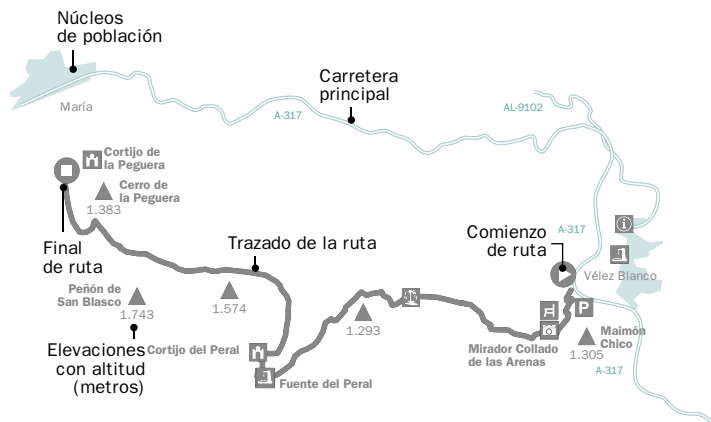 Núcleos
de población
María
Carretera
principal
A-317
AL-9102
Cortijo de
la Peguera
Cerro de
la Peguera
1.383
Final
de ruta
Trazado de la ruta
Comienzo
de ruta
A-317
i
Vélez Blanco
Peñón de
San Blasco
1.743
1.574
1.293
P
Maimón
Chico
1.305
Mirador Collado
de las Arenas
A-317
Elevaciones
con altitud
(metros)
Cortijo del Peral
Fuente del Peral